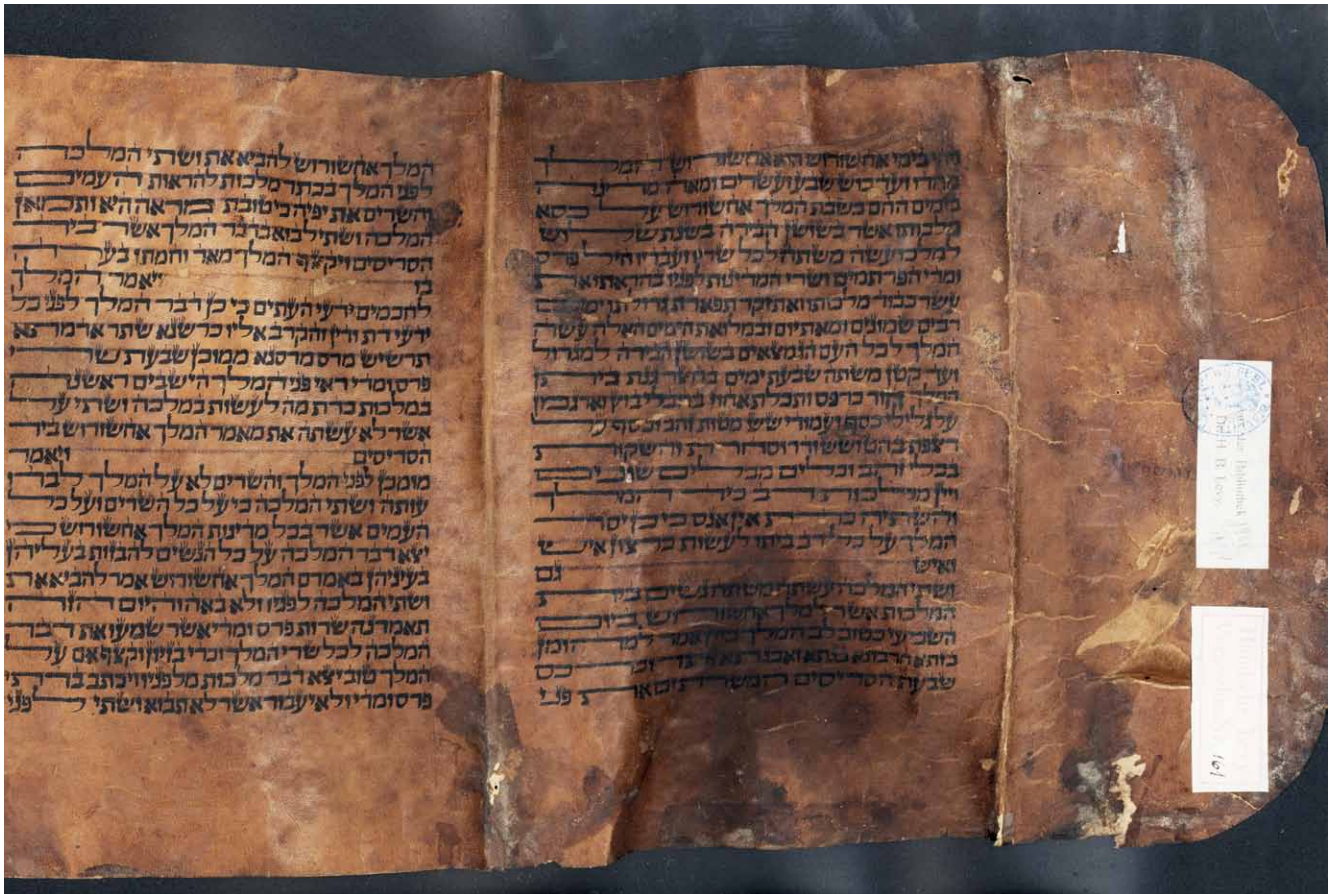 ויהי בימי אחשורוש הוא אחשורוש המלך
מהדו ועד כוש שבע ועשרים ומאה מדינה
בימים ההם כשבת המלך אחשורוש על כסא
מלכותו אשר בשושן הבירה בשנת שלוש
למלכו עשה משתה לכל שריו ועבדיו חיל פרס
ומדי הפרתמים ושרי המדינות לפניו בהראתו את
עשר כבוד מלכותו ואת יקר תפארת גדולתו ימים
רבים שמונים ומאת יום ובמלואת הימים האלה עשה
המלך לכל העם הנמצאים בשושן הבירה למגדול
ועד קטן משתה שבעת ימים בחצר גנת ביתן
המלך חור כרפס ותכלת אחוז בחבלי בוץ וארגמן
על גלילי כסף ועמודי שש מטות זהב וכסף על
רצפת בהט ושש ודר וסחרת והשקות
בכלי זהב וכלים מכלים שונים
ויין מלכות רב כיד המלך
והשתיה כדת אין אנס כי כן יסד
המלך על כל רב ביתו לעשות כרצון איש
ואיש גם
ושתי המלכה עשתה משתה נשים בית
המלכות אשר למלך אחשורוש ביום
השביעי כטוב לב המלך ביין אמר למהומן
בזתא חרבונא בגתא ואבגתא זתר וכרכס
שבעת הסריסים המשרתים את פני
המלך אחשורוש להביא את ושתי המלכה
לפני המלך בכתר מלכות להראות העמים
והשרים את יפיה כי טובת מראה היא ותמאן
המלכה ושתי לבוא בדבר המלך אשר ביד
הסריסים ויקצף המלך מאד וחמתו בערה
בו ויאמר המלך
לחכמים ידעי העתים כי כן דבר המלך לפני כל
ידעי דת ודין והקרב אליו כרשנא שתר אדמתא
תרשיש מרס מרסנא ממוכן שבעת שרי
פרס ומדי ראי פני המלך הישבים ראשנה
במלכות כדת מה לעשות במלכה ושתי על
אשר לא עשתה את מאמר המלך אחשורוש ביד
הסריסים ויאמר
מומכן לפני המלך והשרים לא על המלך לבדו
עותה ושתי המלכה כי על כל השרים ועל כל
העמים אשר בכל מדינות המלך אחשורוש כי
יצא דבר המלכה על כל הנשים להבזות בעליהן
בעיניהן באמרם המלך אחשורוש אמר להביא את
ושתי המלכה לפניו ולא באה והיום הזה
תאמרנה שרות פרס ומדי אשר שמעו את דבר
המלכה לכל שרי המלך וכדי בזיון וקצף אם על
המלך טוב יצא דבר מלכות מלפניו ויכתב בדתי
פרס ומדי ולא יעבור אשר לא תבוא ושתי לפני
Bibliothek
Dr. H. B. Levy
161